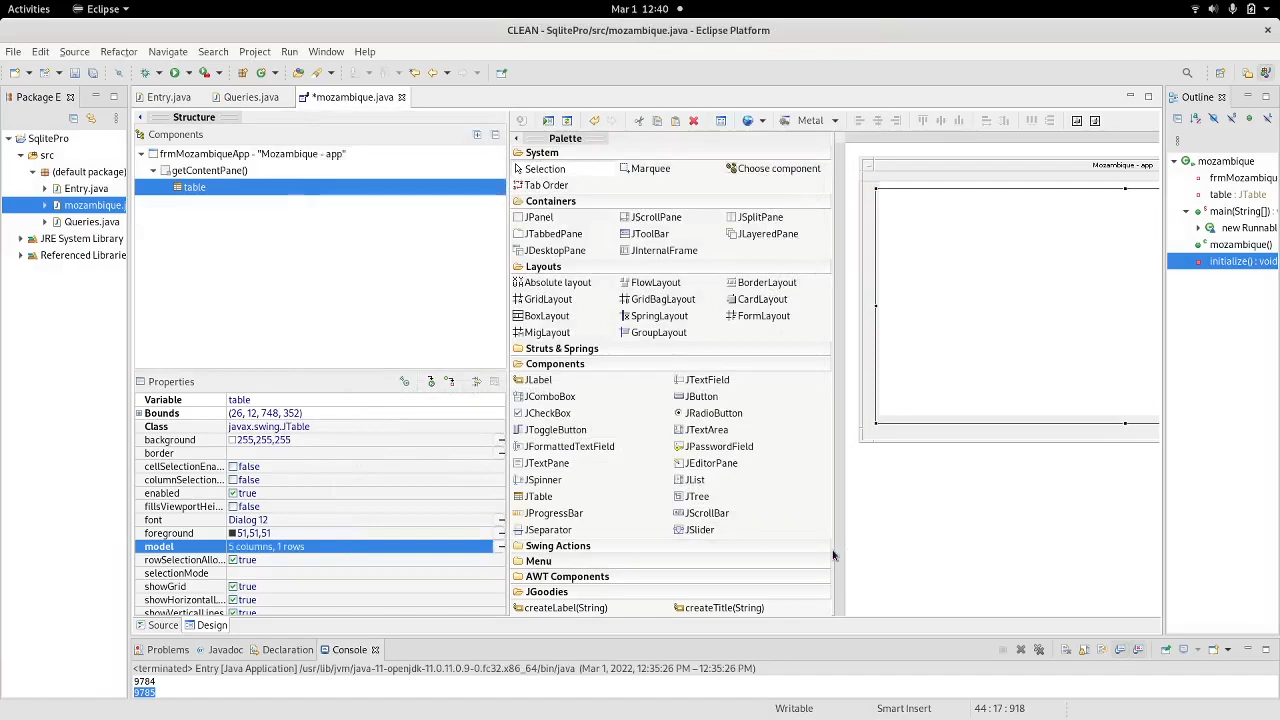 Activities Eclipse Mar 1 12:40
CLEAN - SqlitePro/src/mozambique.java - Eclipse Platform
File Edit Source Refactor Navigate Search Project Run Window Help
Package E
Entry.java Queries.java *mozambique.java
Outline
SqlitePro
src
(default package)
Entry.java
mozambique.j
Queries.java
JRE System Library
Referenced Librarie
Structure
Components
frmMozambiqueApp - "Mozambique - app"
getContentPane()
table
Properties
Variable table
Bounds (26, 12, 748, 352)
Class javax.swing.JTable
background 255,255,255
border
cellSelectionEna... false
columnSelection... false
enabled true
fillsViewportHei... false
font Dialog 12
foreground 51,51,51
model 5 columns, 1 rows
rowSelectionAllo... true
selectionMode
showGrid true
showHorizontalL... true
showVerticalLines true
Source Design
Metal
Palette
System
Selection Marquee Choose component
Tab Order
Containers
JPanel JScrollPane JSplitPane
JTabbedPane JToolBar JLayeredPane
JDesktopPane JInternalFrame
Layouts
Absolute layout FlowLayout BorderLayout
GridLayout GridBagLayout CardLayout
BoxLayout SpringLayout FormLayout
MigLayout GroupLayout
Struts & Springs
Components
JLabel JTextField
JComboBox JButton
JCheckBox JRadioButton
JToggleButton JTextArea
JFormattedTextField JPasswordField
JTextPane JEditorPane
JSpinner JList
JTable JTree
JProgressBar JScrollBar
JSeparator JSlider
Swing Actions
Menu
AWT Components
JGoodies
createLabel(String) createTitle(String)
Mozambique - app
mozambique
frmMozambiqu
table : JTable
main(String[]) :
new Runnabl
mozambique()
initialize() : void
Problems Javadoc Declaration Console
<terminated> Entry [Java Application] /usr/lib/jvm/java-11-openjdk-11.0.11.0.9-0.fc32.x86_64/bin/java (Mar 1, 2022, 12:35:26 PM – 12:35:26 PM)
9784
9785
Writable Smart Insert 44 : 17 : 918